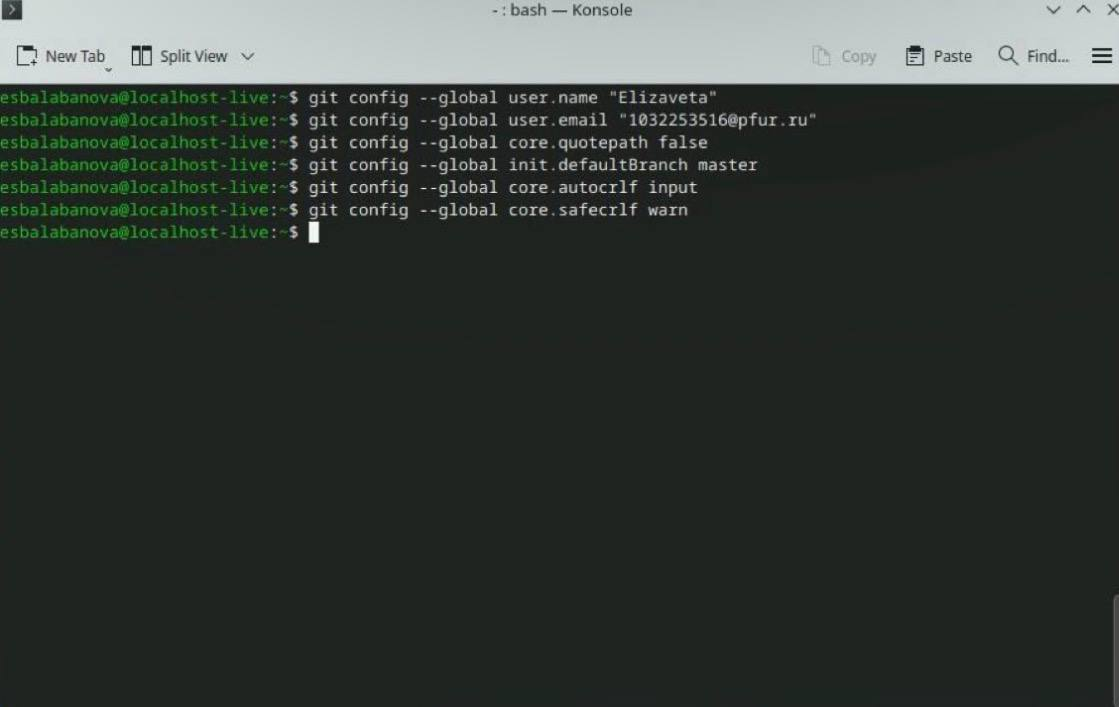 - : bash — Konsole
New Tab Split View Copy Paste Find...
esbalabanova@localhost-live:~$ git config --global user.name "Elizaveta"
esbalabanova@localhost-live:~$ git config --global user.email "1032253516@pfur.ru"
esbalabanova@localhost-live:~$ git config --global core.quotepath false
esbalabanova@localhost-live:~$ git config --global init.defaultBranch master
esbalabanova@localhost-live:~$ git config --global core.autocrlf input
esbalabanova@localhost-live:~$ git config --global core.safecrlf warn
esbalabanova@localhost-live:~$